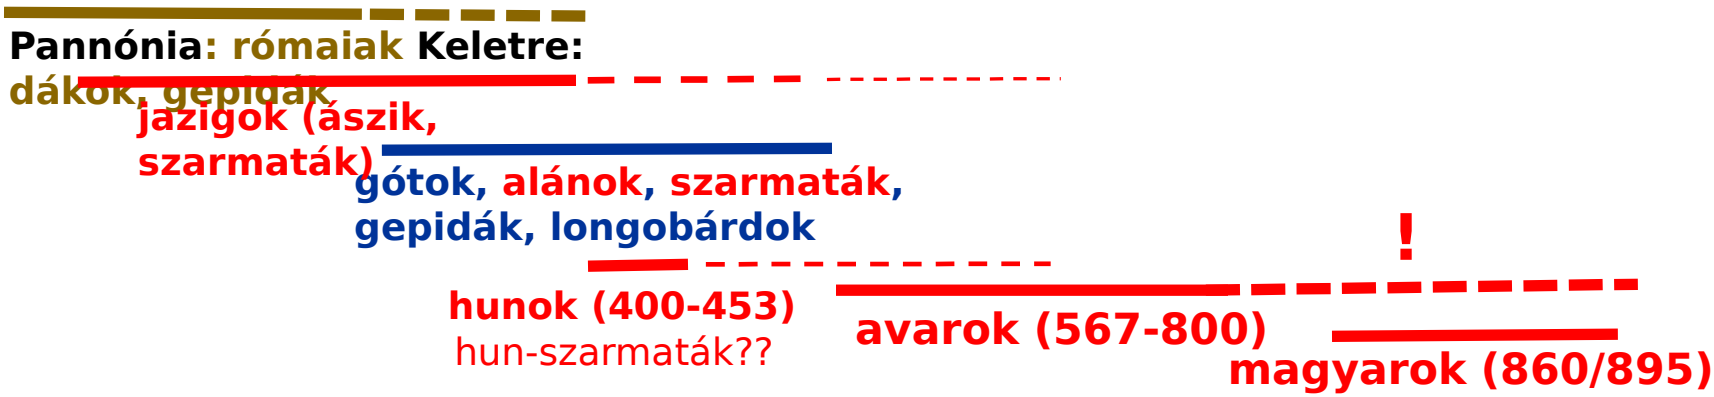 Pannónia: rómaiak Keletre:
dákok, gepidák
jazigok (ászik,
szarmaták)
gótok, alánok, szarmaták,
gepidák, longobárdok
!
hunok (400-453)
hun-szarmaták??
avarok (567-800)
magyarok (860/895)